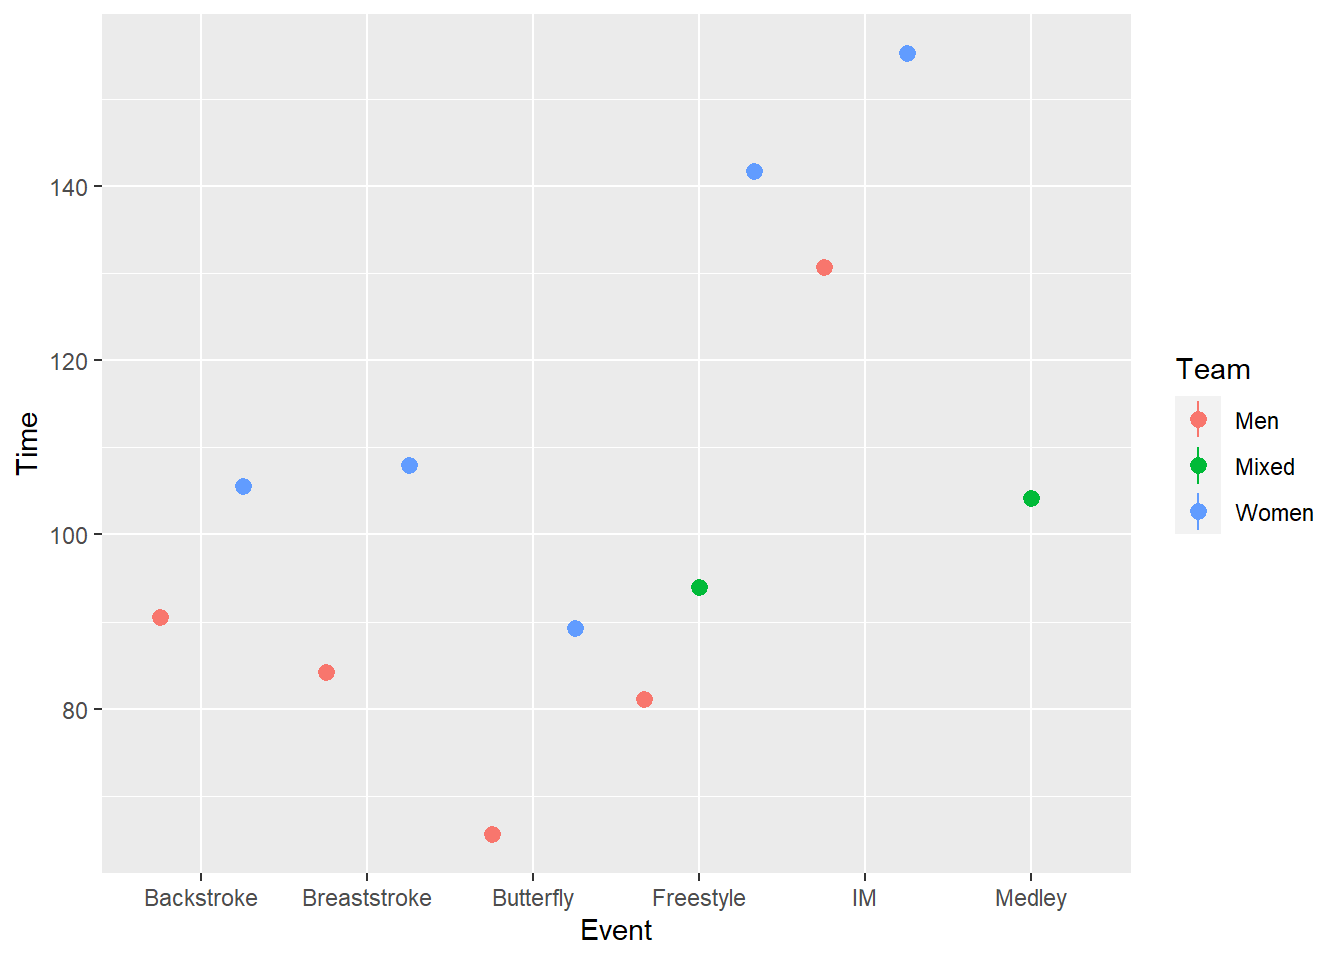 Time
140
120
100
80
Backstroke Breaststroke Butterfly Freestyle IM Medley
Event
Team
Men
Mixed
Women